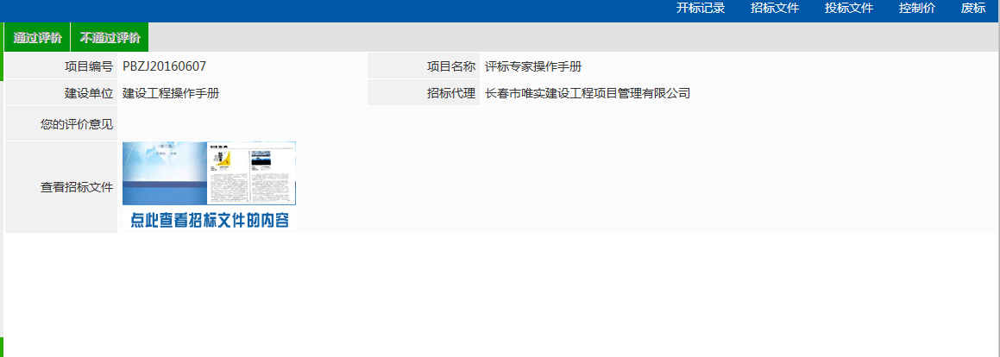 开标记录 招标文件 投标文件 控制价 废标
通过评价 不通过评价
项目编号 PBZJ20160607 项目名称 评标专家操作手册
建设单位 建设工程操作手册 招标代理 长春市唯实建设工程项目管理有限公司
您的评价意见
查看招标文件
点此查看招标文件的内容